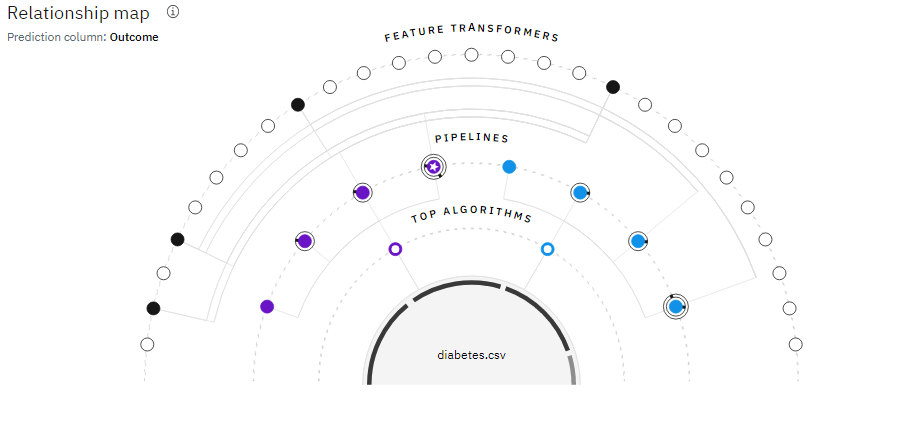 Relationship map
Prediction column: Outcome
FEATURE TRANSFORMERS
PIPELINES
TOP ALGORITHMS
diabetes.csv